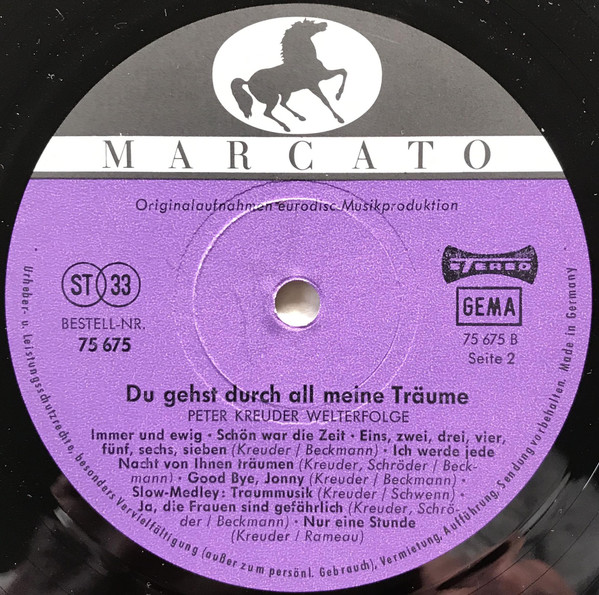 MARCATO
Originalaufnahmen eurodisc Musikproduktion
ST 33
STEREO
BESTELL-NR.
75 675
GEMA
75 675 B
Seite 2
Du gehst durch all meine Träume
PETER KREUDER WELTERFOLGE
Immer und ewig · Schön war die Zeit · Eins, zwei, drei, vier,
fünf, sechs, sieben (Kreuder / Beckmann) · Ich werde jede
Nacht von Ihnen träumen (Kreuder, Schröder / Beck-
mann) · Good Bye, Jonny (Kreuder / Beckmann) ·
Slow-Medley: Traummusik (Kreuder / Schwenn) ·
Ja, die Frauen sind gefährlich (Kreuder, Schrö-
der / Beckmann) · Nur eine Stunde
(Kreuder / Rameau)
Urheber- u. Leistungsschutzrechte, besonders Vervielfältigung (außer zum persönl. Gebrauch), Vermietung, Aufführung, Sendung vorbehalten. Made in Germany